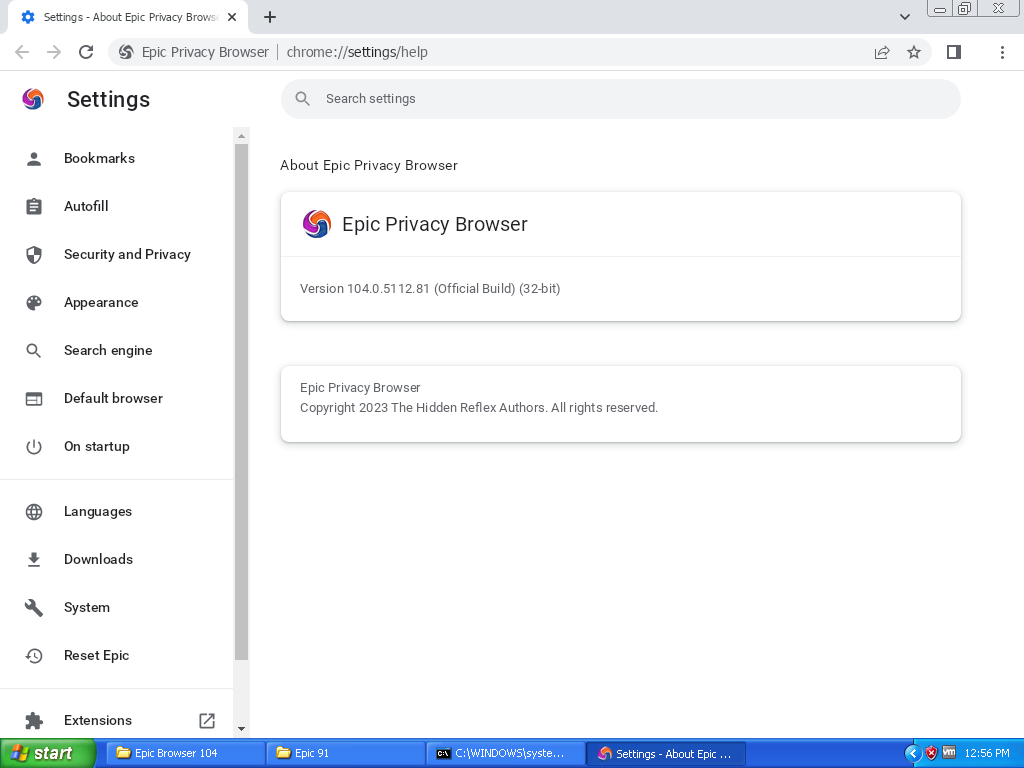 Settings - About Epic Privacy Browse
Epic Privacy Browser
chrome://settings/help
Settings
Search settings
Bookmarks
Autofill
Security and Privacy
Appearance
Search engine
Default browser
On startup
Languages
Downloads
System
Reset Epic
Extensions
About Epic Privacy Browser
Epic Privacy Browser
Version 104.0.5112.81 (Official Build) (32-bit)
Epic Privacy Browser
Copyright 2023 The Hidden Reflex Authors. All rights reserved.
start
Epic Browser 104
Epic 91
C:\WINDOWS\syste...
Settings - About Epic ...
12:56 PM